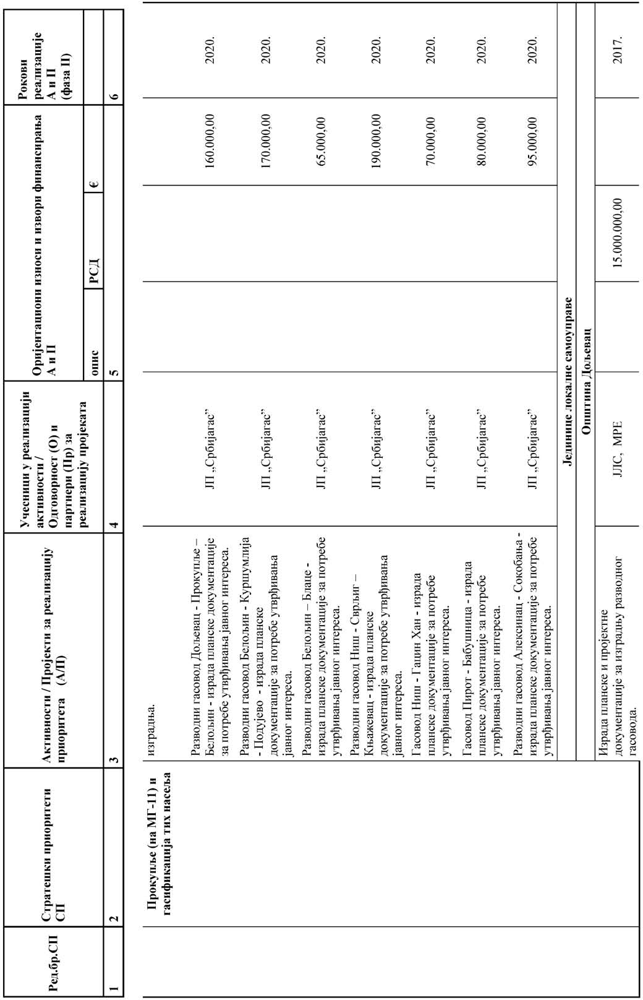 Ред.бр.СП
Стратешки приоритети
СП
Активности / Пројекти за реализацију
приоритета (А/П)
Учесници у реализацији
активности /
Одговорност (О) и
партнери (Пр) за
реализацију пројеката
Оријентациони износи и извори финансирања
А и П
опис
РСД
€
Рокови
реализације
А и П
(фаза II)
1
2
3
4
5
6
Прокупље (на МГ-11) и
гасификација тих насеља
изградња.
Разводни гасовод Дољевац - Прокупље –
Белољин - израда планске документације
за потребе утврђивања јавног интереса.
ЈП „Србијагас”
160.000,00
2020.
Разводни гасовод Белољин - Куршумлија
- Подујево - израда планске
документације за потребе утврђивања
јавног интереса.
ЈП „Србијагас”
170.000,00
2020.
Разводни гасовод Белољин – Блаце -
израда планске документације за потребе
утврђивања јавног интереса.
ЈП „Србијагас”
65.000,00
2020.
Разводни гасовод Ниш - Сврљиг –
Књажевац - израда планске
документације за потребе утврђивања
јавног интереса.
ЈП „Србијагас”
190.000,00
2020.
Гасовод Ниш - Гацин Хан - израда
планске документације за потребе
утврђивања јавног интереса.
ЈП „Србијагас”
70.000,00
2020.
Гасовод Пирот - Бабушница - израда
планске документације за потребе
утврђивања јавног интереса.
ЈП „Србијагас”
80.000,00
2020.
Разводни гасовод Алексинац - Сокобања -
израда планске документације за потребе
утврђивања јавног интереса.
ЈП „Србијагас”
95.000,00
2020.
Јединице локалне самоуправе
Општина Дољевац
Израда планске и пројектне
документације за изградњу разводног
гасовода.
ЈЛС, МРЕ
15.000.000,00
2017.